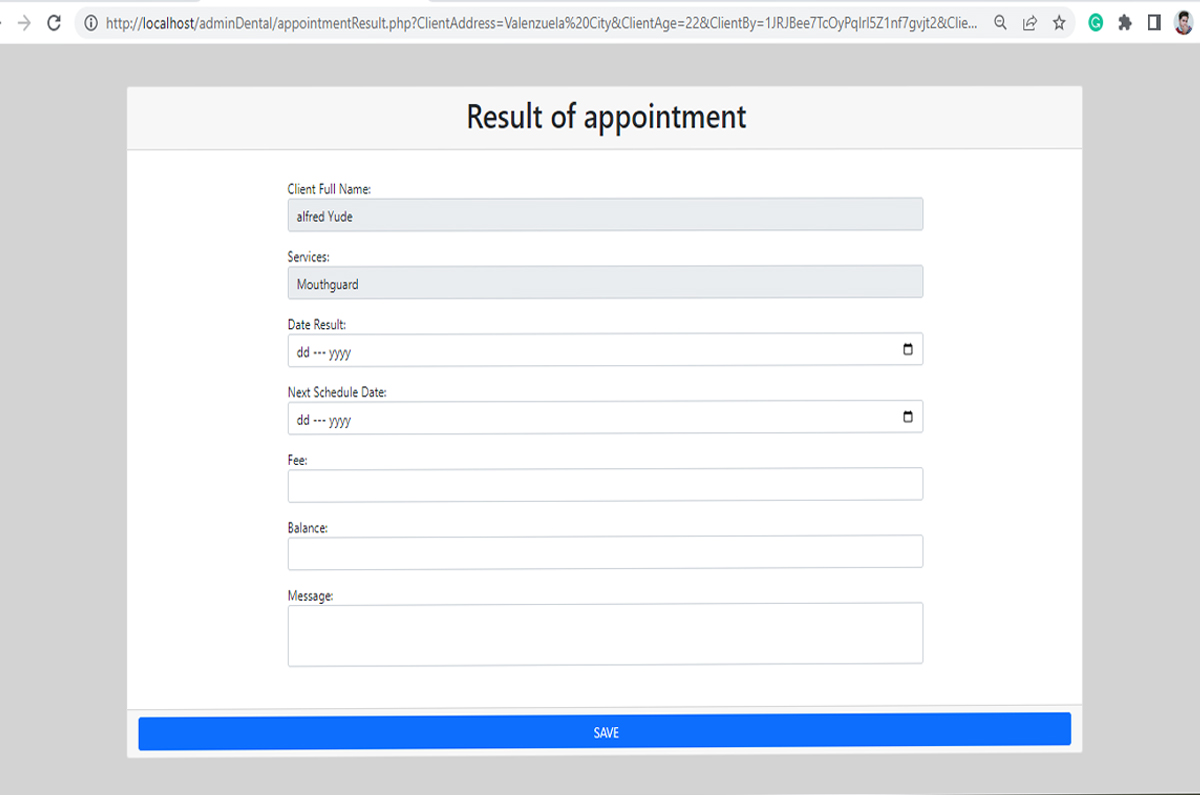 http://localhost/adminDental/appointmentResult.php?ClientAddress=Valenzuela%20City&ClientAge=22&ClientBy=1JRJBee7TcOyPqIrI5Z1nf7gvjt2&Clie...
Result of appointment
Client Full Name:
alfred Yude
Services:
Mouthguard
Date Result:
dd --- yyyy
Next Schedule Date:
dd --- yyyy
Fee:
Balance:
Message:
SAVE